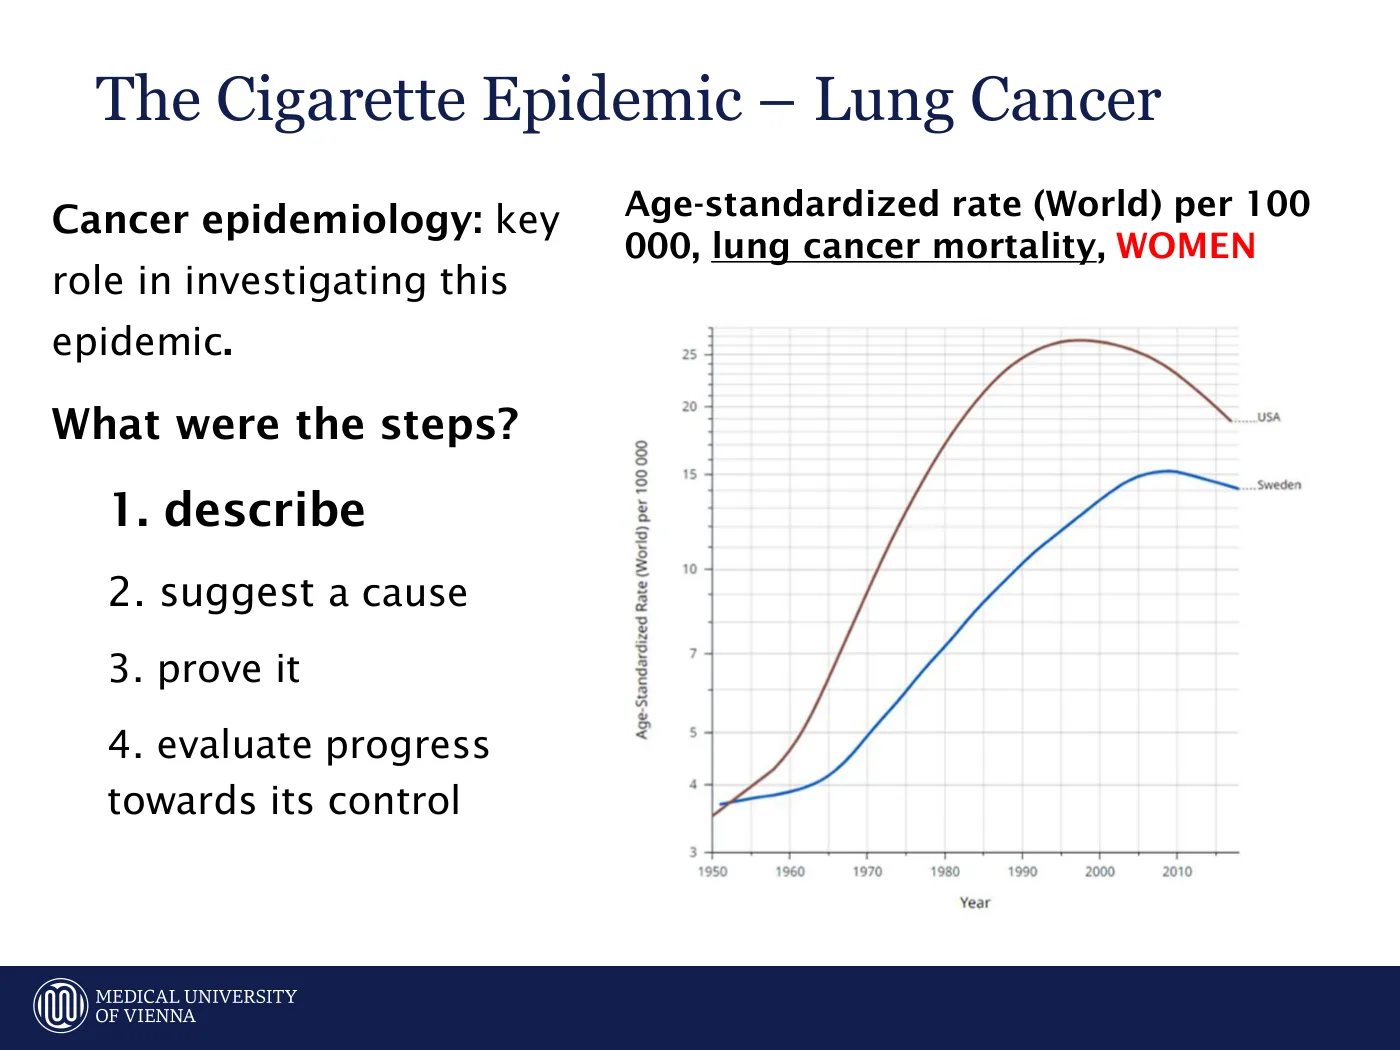 The Cigarette Epidemic – Lung Cancer
Cancer epidemiology: key
role in investigating this
epidemic.
What were the steps?
1. describe
2. suggest a cause
3. prove it
4. evaluate progress
towards its control
Age-standardized rate (World) per 100
000, lung cancer mortality, WOMEN
Age-Standardized Rate (World) per 100 000
25
20
15
10
7
5
4
3
USA
Sweden
1950 1960 1970 1980 1990 2000 2010
Year
MEDICAL UNIVERSITY
OF VIENNA